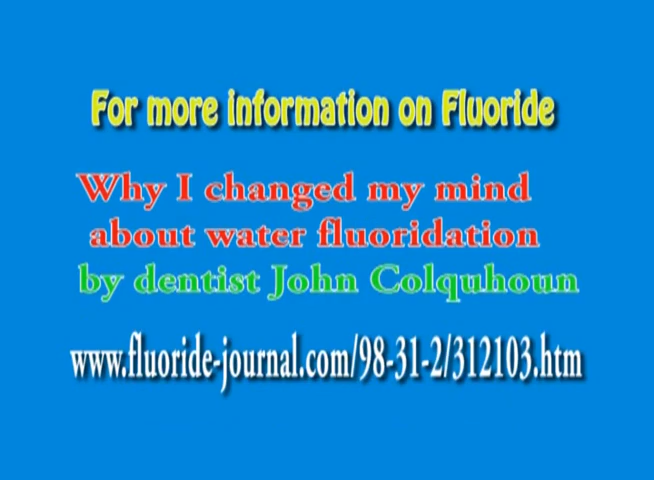 For more information on Fluoride
Why I changed my mind
about water fluoridation
by dentist John Colquhoun
www.fluoride-journal.com/98-31-2/312103.htm